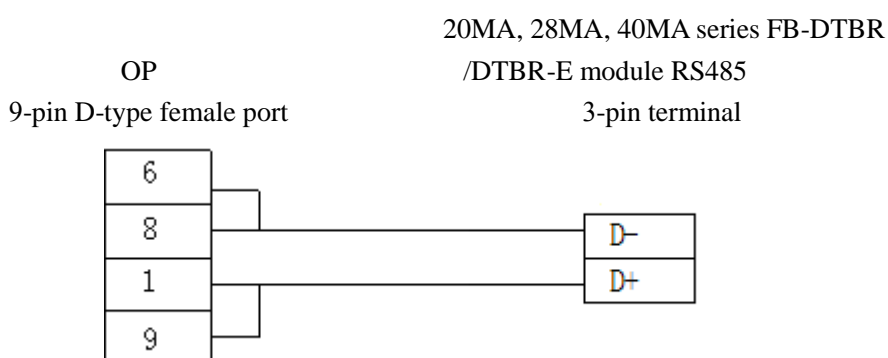 20MA, 28MA, 40MA series FB-DTBR
OP
/DTBR-E module RS485
9-pin D-type female port
3-pin terminal
6
8
D-
1
D+
9